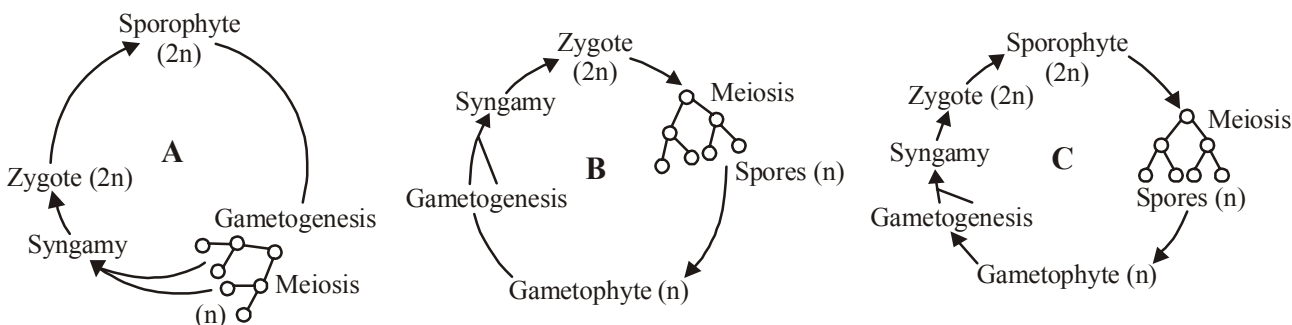 Sporophyte
(2n)
A
Zygote (2n)
Gametogenesis
Syngamy
Meiosis
(n)
Zygote
(2n)
Syngamy
Meiosis
B
Spores (n)
Gametogenesis
Gametophyte (n)
Sporophyte
(2n)
Zygote (2n)
Meiosis
Syngamy
C
Spores (n)
Gametogenesis
Gametophyte (n)